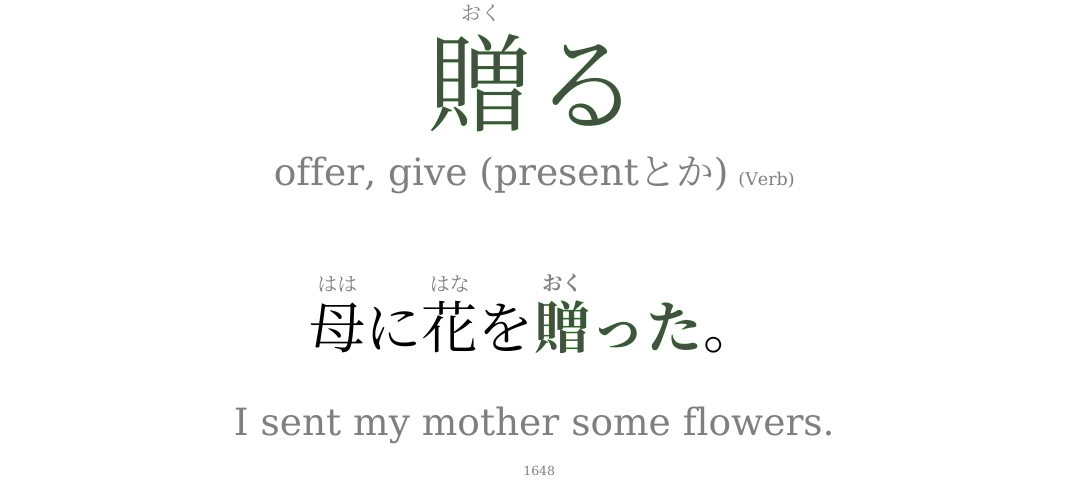 おく
贈る
offer, give (presentとか) (Verb)
はは はな おく
母に花を贈った。
I sent my mother some flowers.
1648